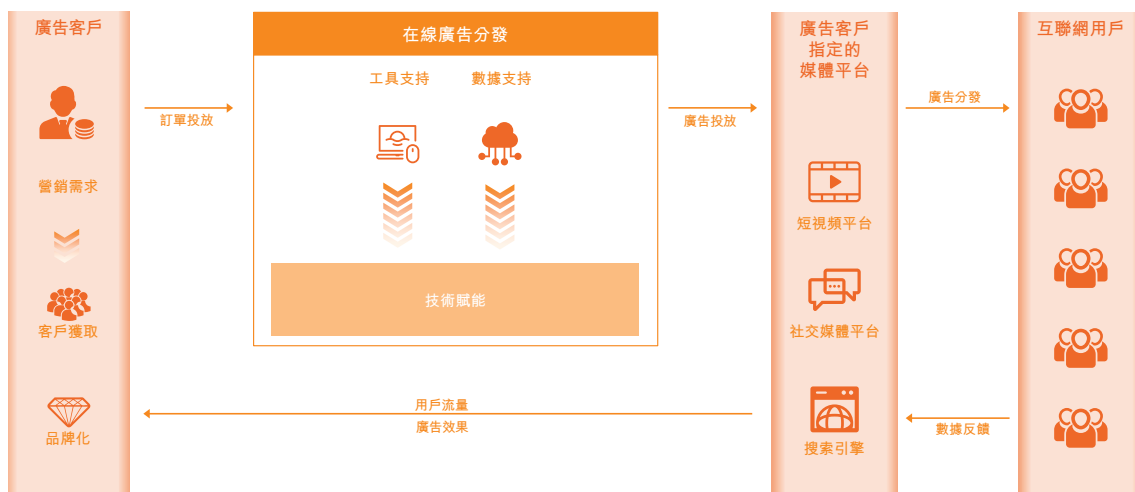 廣告客戶
營銷需求
客戶獲取
品牌化
訂單投放
在線廣告分發
工具支持
數據支持
技術賦能
廣告投放
廣告客戶
指定的
媒體平台
短視頻平台
社交媒體平台
搜索引擎
廣告分發
互聯網用戶
數據反饋
用戶流量
廣告效果